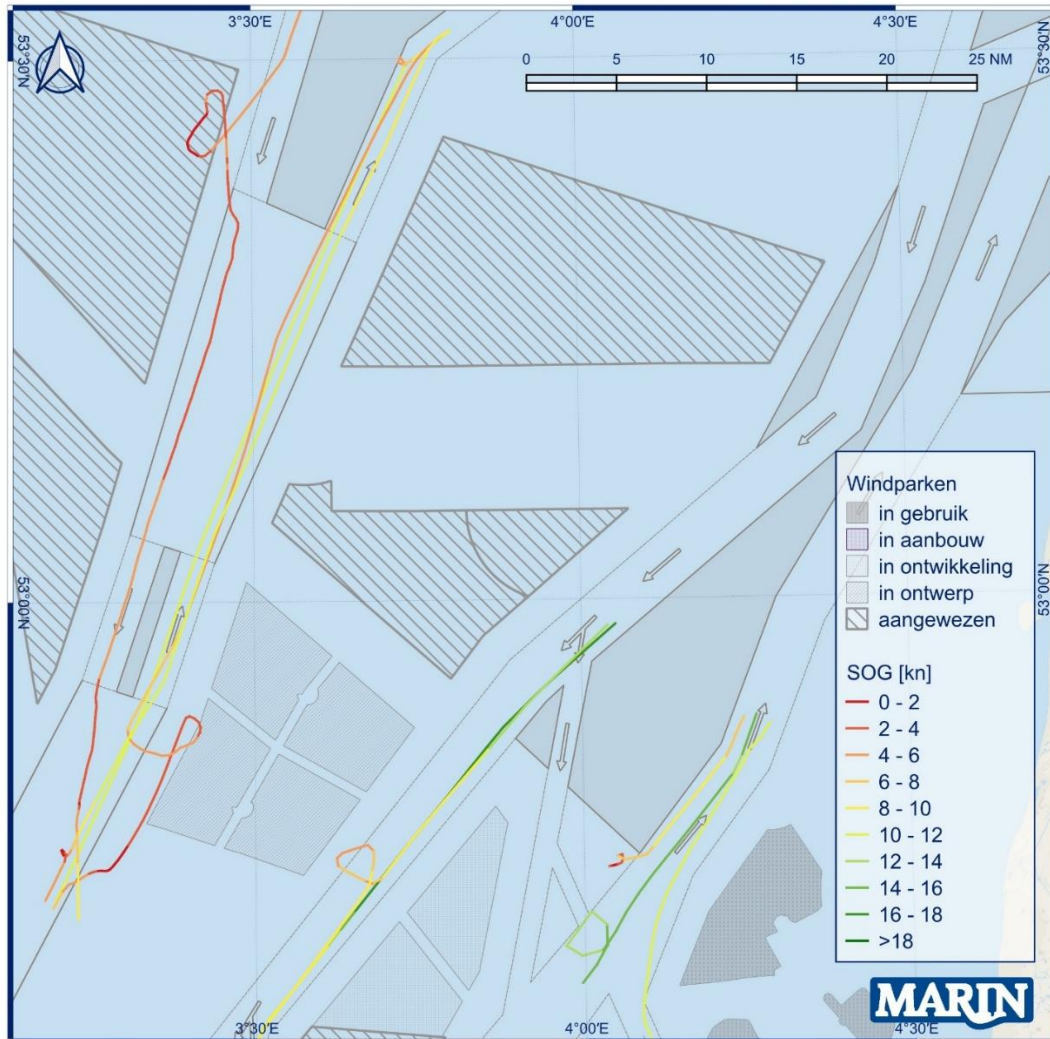 3°30'E
4°00'E
4°30'E
53°30'N
53°30'N
0 5 10 15 20 25 NM
53°00'N
53°00'N
Windparken
in gebruik
in aanbouw
in ontwikkeling
in ontwerp
aangewezen
SOG [kn]
0 - 2
2 - 4
4 - 6
6 - 8
8 - 10
10 - 12
12 - 14
14 - 16
16 - 18
>18
MARIN
3°30'E
4°00'E
4°30'E